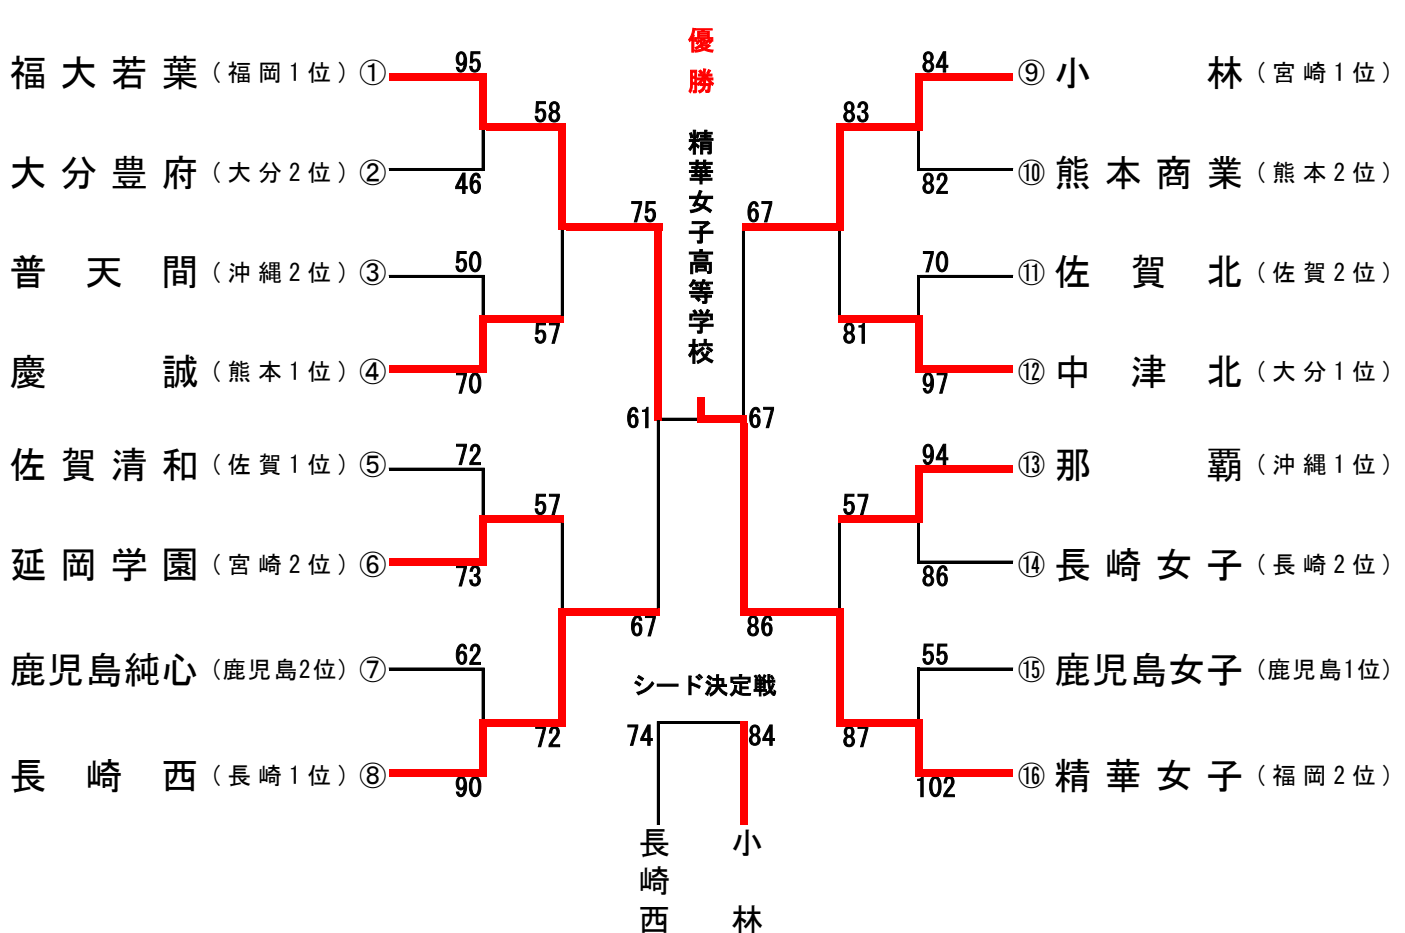 優勝
精華女子高等学校
福大若葉（福岡1位）①
95
58
大分豊府（大分2位）②
46
75
普天間（沖縄2位）③
50
57
慶誠（熊本1位）④
70
61
佐賀清和（佐賀1位）⑤
72
57
延岡学園（宮崎2位）⑥
73
67
鹿児島純心（鹿児島2位）⑦
62
72
長崎西（長崎1位）⑧
90
84
⑨小林（宮崎1位）
83
82
⑩熊本商業（熊本2位）
67
70
⑪佐賀北（佐賀2位）
81
97
⑫中津北（大分1位）
67
94
⑬那覇（沖縄1位）
57
86
⑭長崎女子（長崎2位）
86
55
⑮鹿児島女子（鹿児島1位）
87
102
⑯精華女子（福岡2位）
シード決定戦
74
84
長崎西
小林